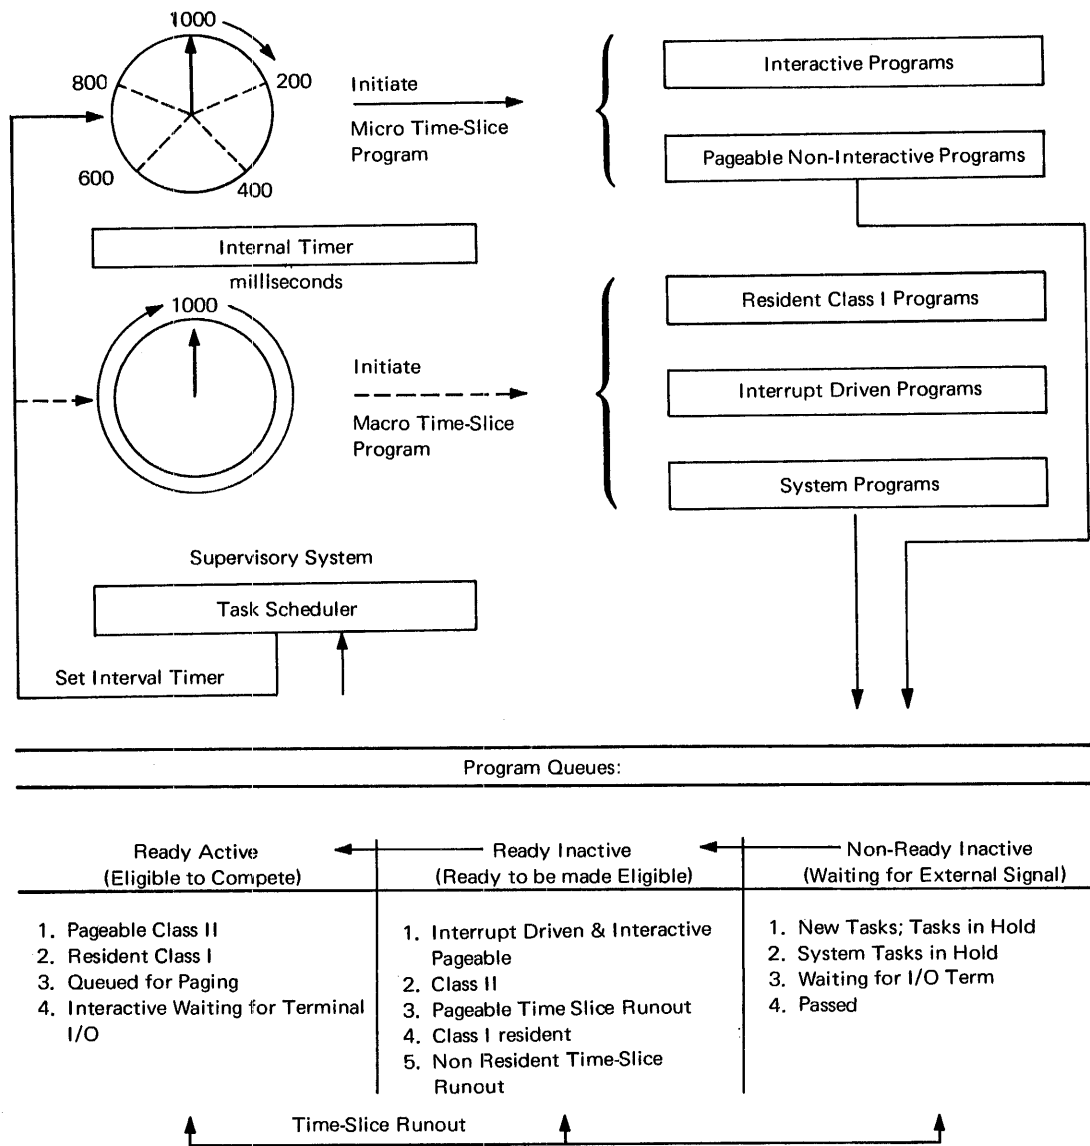 1000
800
200
600
400
Initiate
Micro Time-Slice
Program
Interactive Programs
Pageable Non-Interactive Programs
Internal Timer
milliseconds
1000
Initiate
Macro Time-Slice
Program
Resident Class I Programs
Interrupt Driven Programs
System Programs
Supervisory System
Task Scheduler
Set Interval Timer
Program Queues:
Ready Active
(Eligible to Compete)
1. Pageable Class II
2. Resident Class I
3. Queued for Paging
4. Interactive Waiting for Terminal
I/O
Ready Inactive
(Ready to be made Eligible)
1. Interrupt Driven & Interactive
Pageable
2. Class II
3. Pageable Time Slice Runout
4. Class I resident
5. Non Resident Time-Slice
Runout
Non-Ready Inactive
(Waiting for External Signal)
1. New Tasks; Tasks in Hold
2. System Tasks in Hold
3. Waiting for I/O Term
4. Passed
Time-Slice Runout